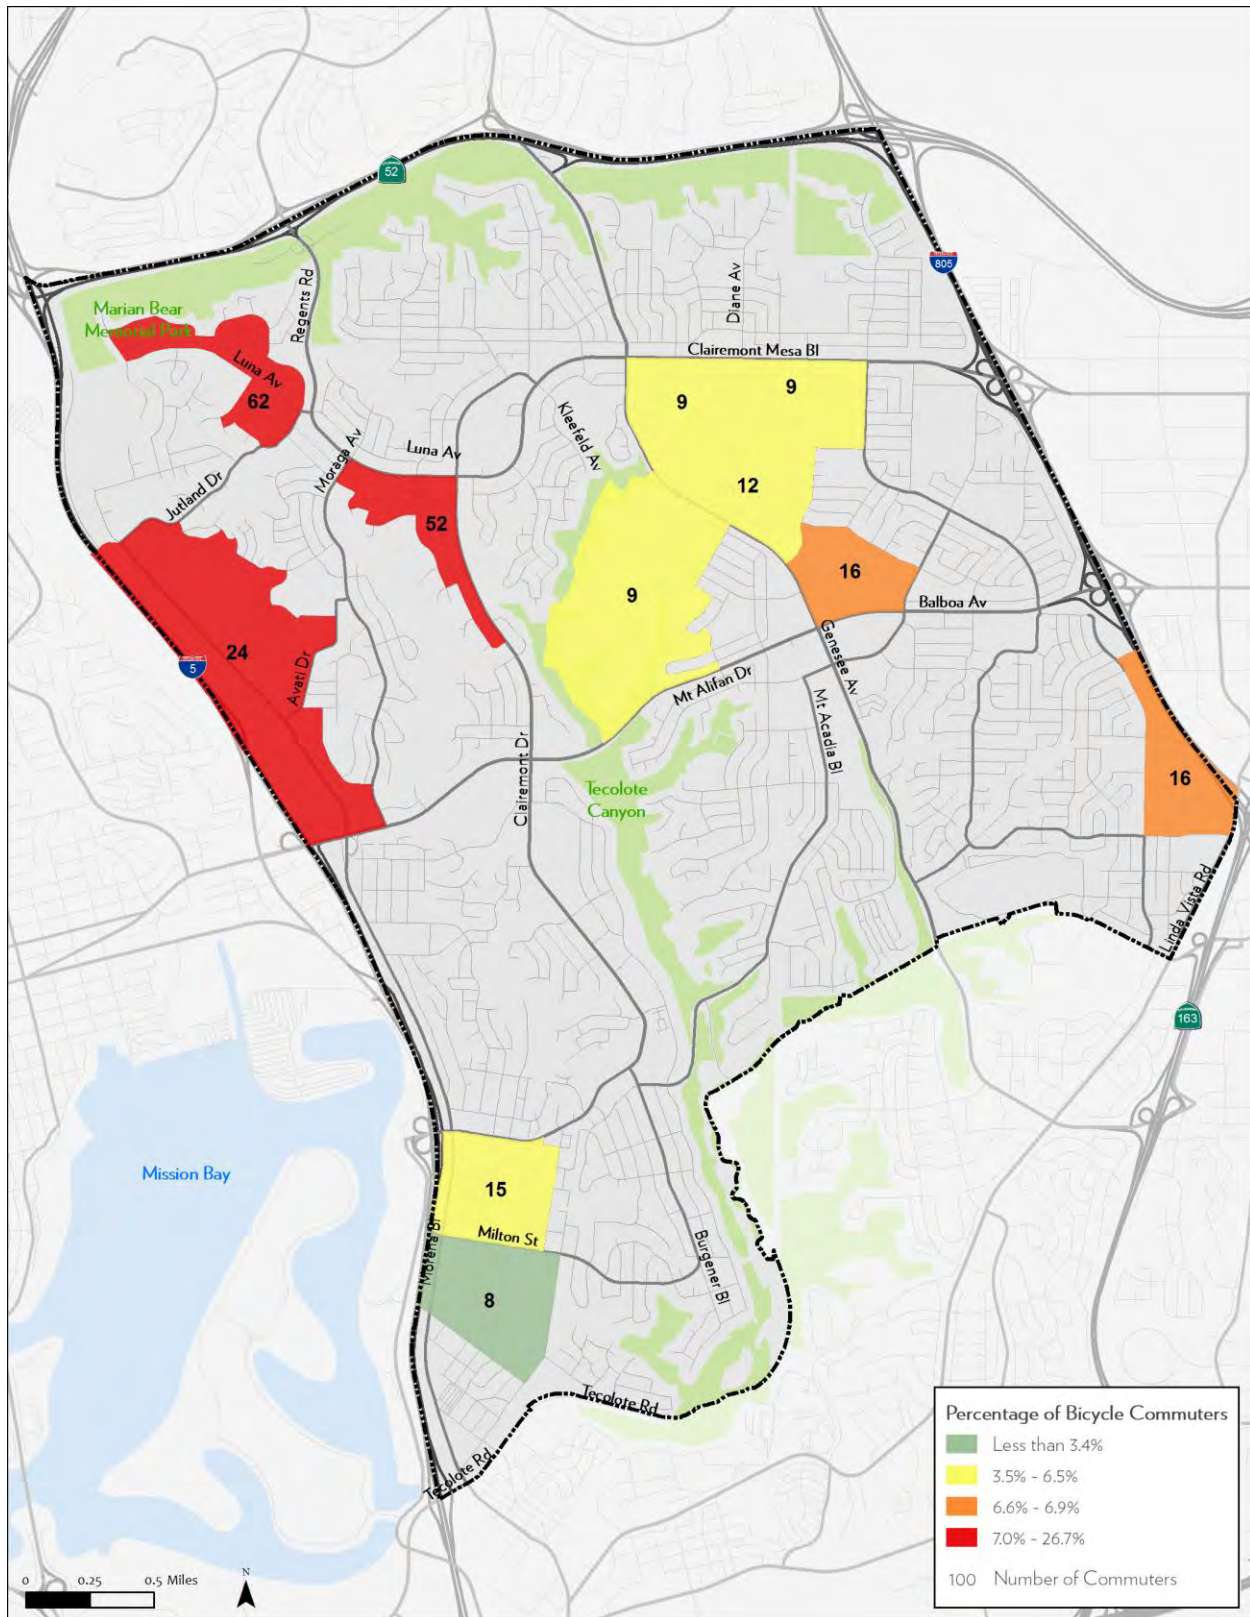 52
INTERSTATE
805
Marian Bear
Memorial Park
Regents Rd
Diane Av
Clairemont Mesa Bl
Luna Av
62
9
9
Kleefeld Av
Moraga Av
Luna Av
Jutland Dr
52
12
16
9
Balboa Av
24
5
Avati Dr
Genesee Av
Mt Alifan Dr
Mt Acadia Bl
Clairemont Dr
16
Tecolote
Canyon
Linda Vista Rd
163
Mission Bay
15
Milton St
Morena Bl
Burgener Bl
8
Tecolote Rd
Tecolote Rd
Percentage of Bicycle Commuters
Less than 3.4%
3.5% - 6.5%
6.6% - 6.9%
7.0% - 26.7%
100 Number of Commuters
0 0.25 0.5 Miles
N